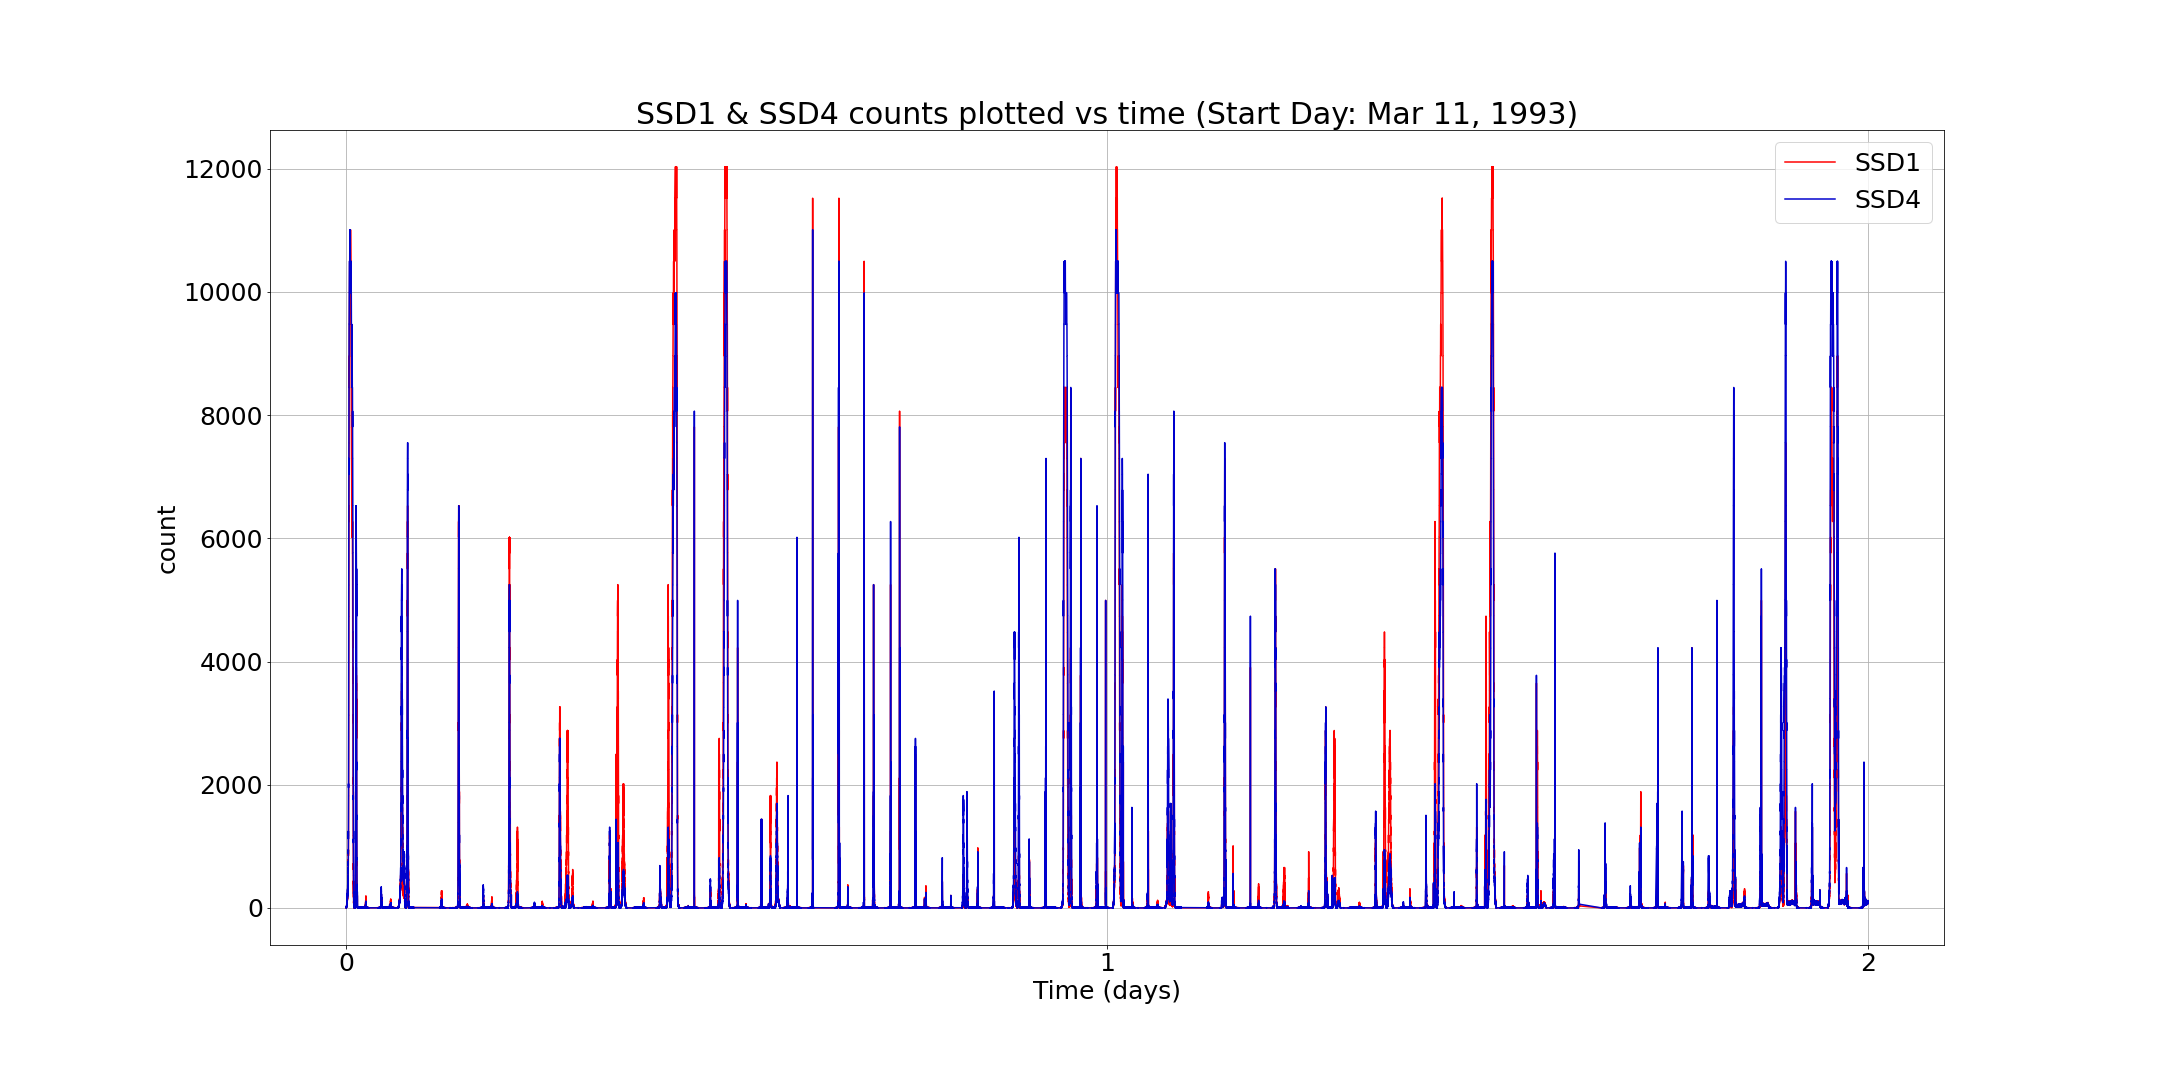 SSD1 & SSD4 counts plotted vs time (Start Day: Mar 11, 1993)
SSD1
SSD4
12000
10000
8000
6000
4000
2000
0
count
0 1 2
Time (days)